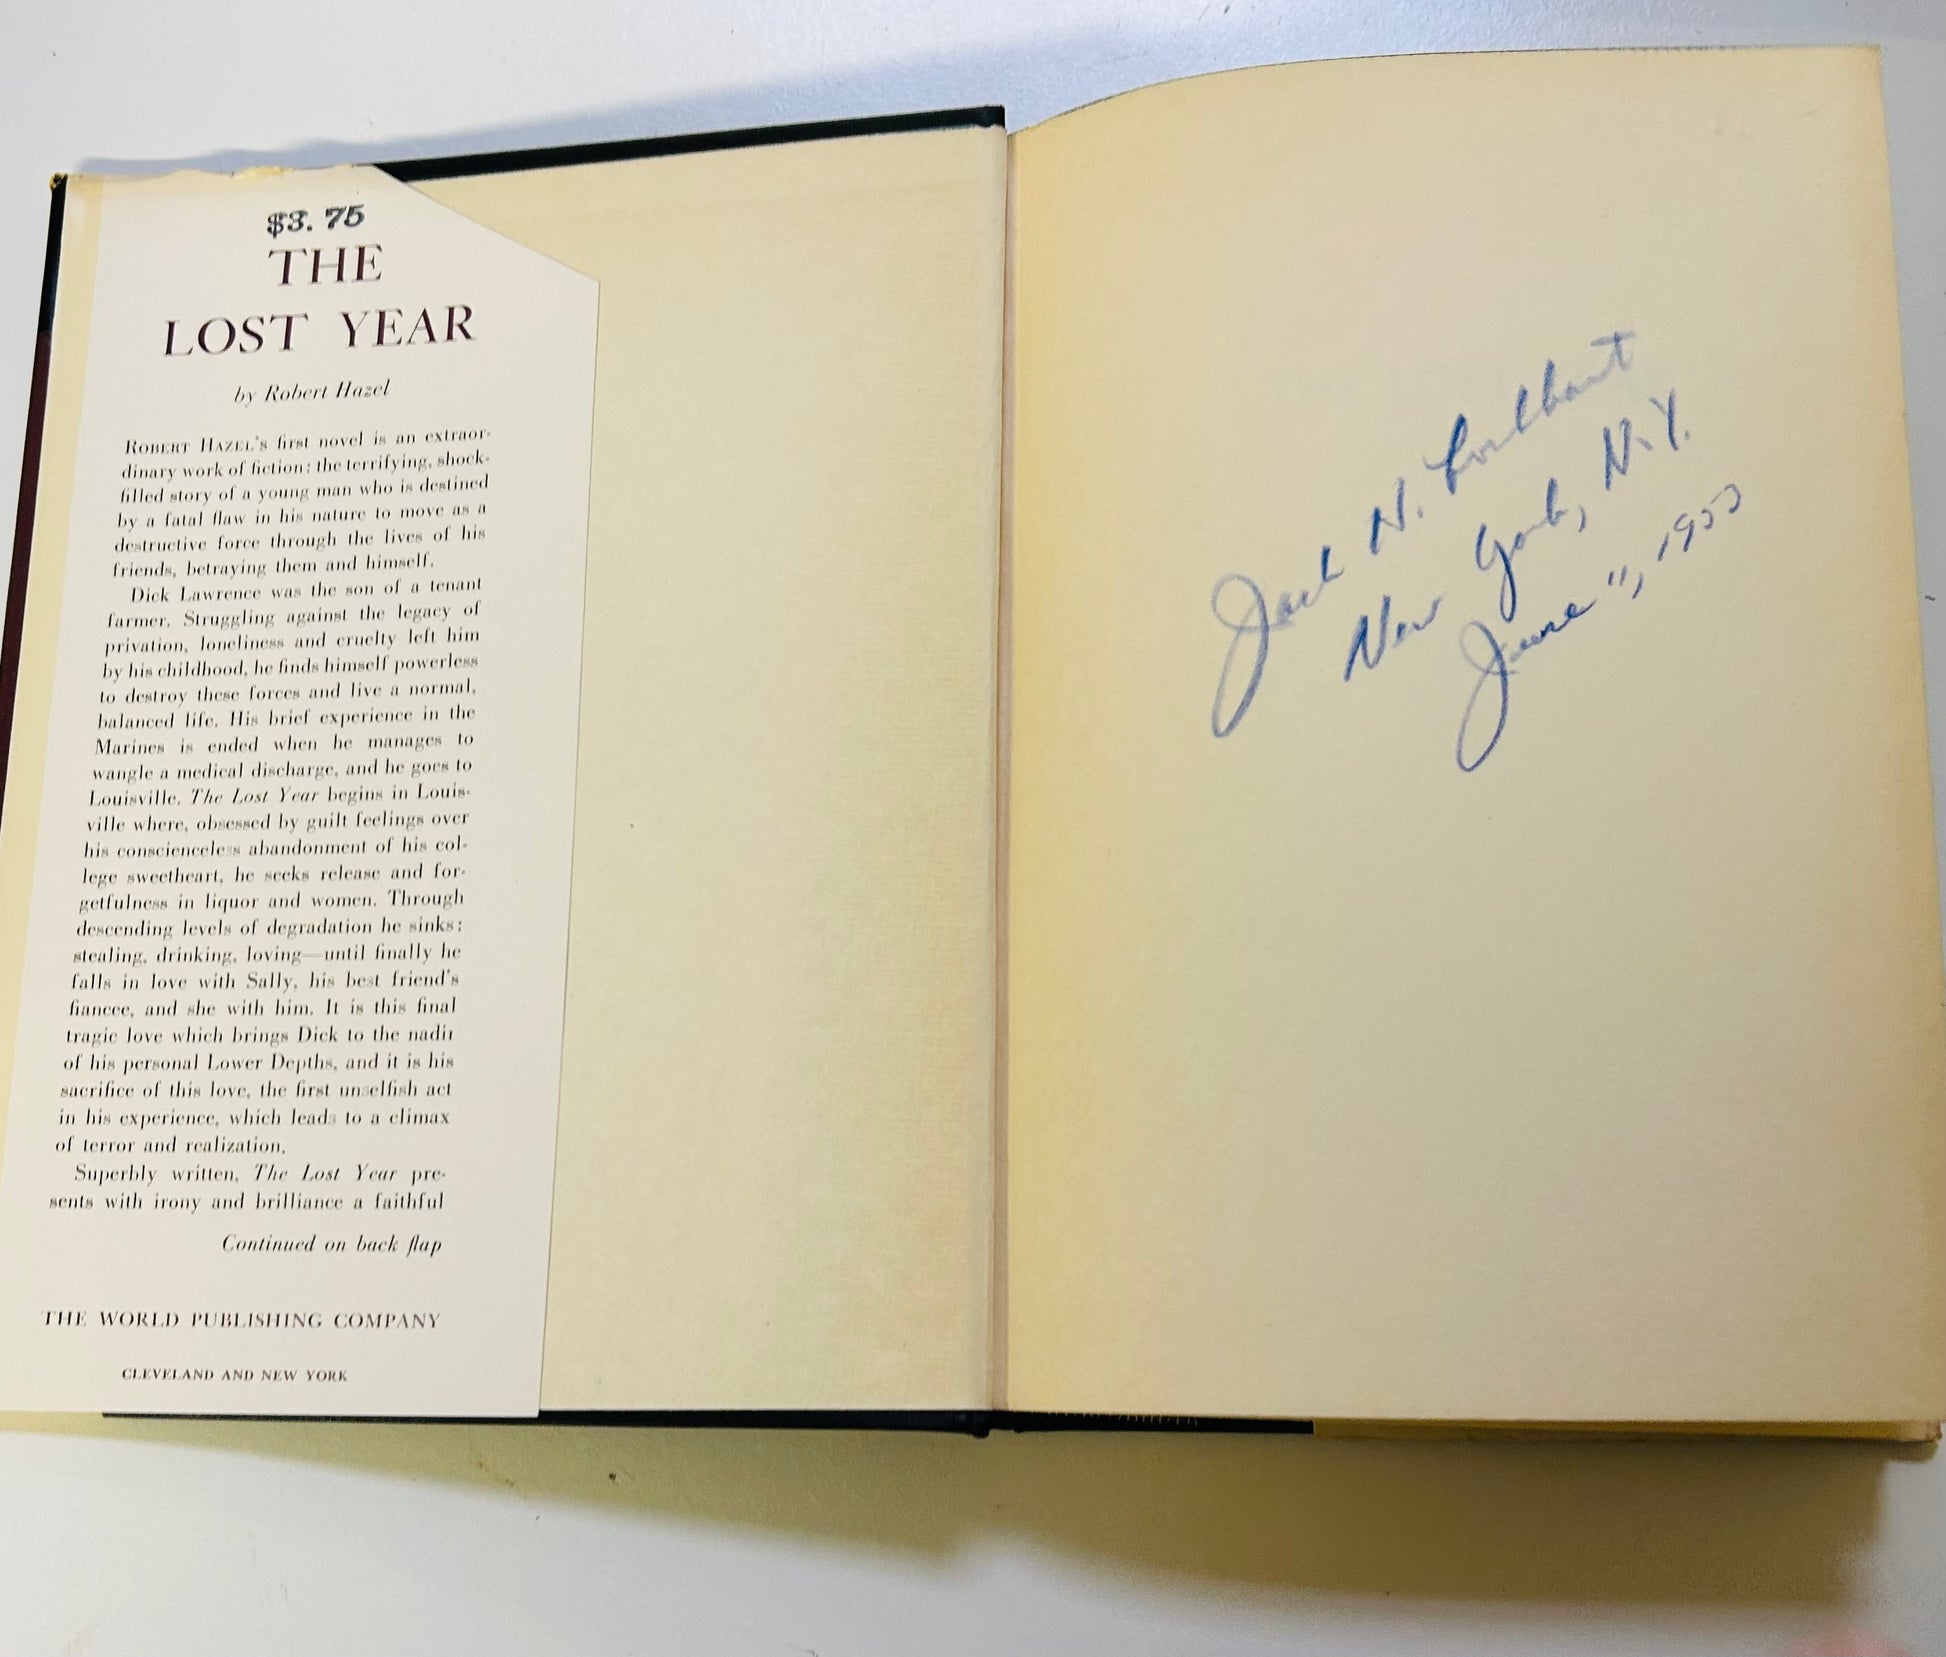 $3.75
THE
LOST YEAR
by Robert Hazel
ROBERT HAZEL's first novel is an extraor-
dinary work of fiction: the terrifying, shock-
filled story of a young man who is destined
by a fatal flaw in his nature to move as a
destructive force through the lives of his
friends, betraying them and himself.
Dick Lawrence was the son of a tenant
farmer. Struggling against the legacy of
privation, loneliness and cruelty left him
by his childhood, he finds himself powerless
to destroy these forces and live a normal,
balanced life. His brief experience in the
Marines is ended when he manages to
wangle a medical discharge, and he goes to
Louisville. The Lost Year begins in Louis-
ville where, obsessed by guilt feelings over
his conscienceless abandonment of his col-
lege sweetheart, he seeks release and for-
getfulness in liquor and women. Through
descending levels of degradation he sinks:
stealing, drinking, loving—until finally he
falls in love with Sally, his best friend's
fiancee, and she with him. It is this final
tragic love which brings Dick to the nadir
of his personal Lower Depths, and it is his
sacrifice of this love, the first unselfish act
in his experience, which leads to a climax
of terror and realization.
Superbly written, The Lost Year pre-
sents with irony and brilliance a faithful
Continued on back flap
THE WORLD PUBLISHING COMPANY
CLEVELAND AND NEW YORK
Jack N. Lockhart
New York, N.Y.
June 11, 1953